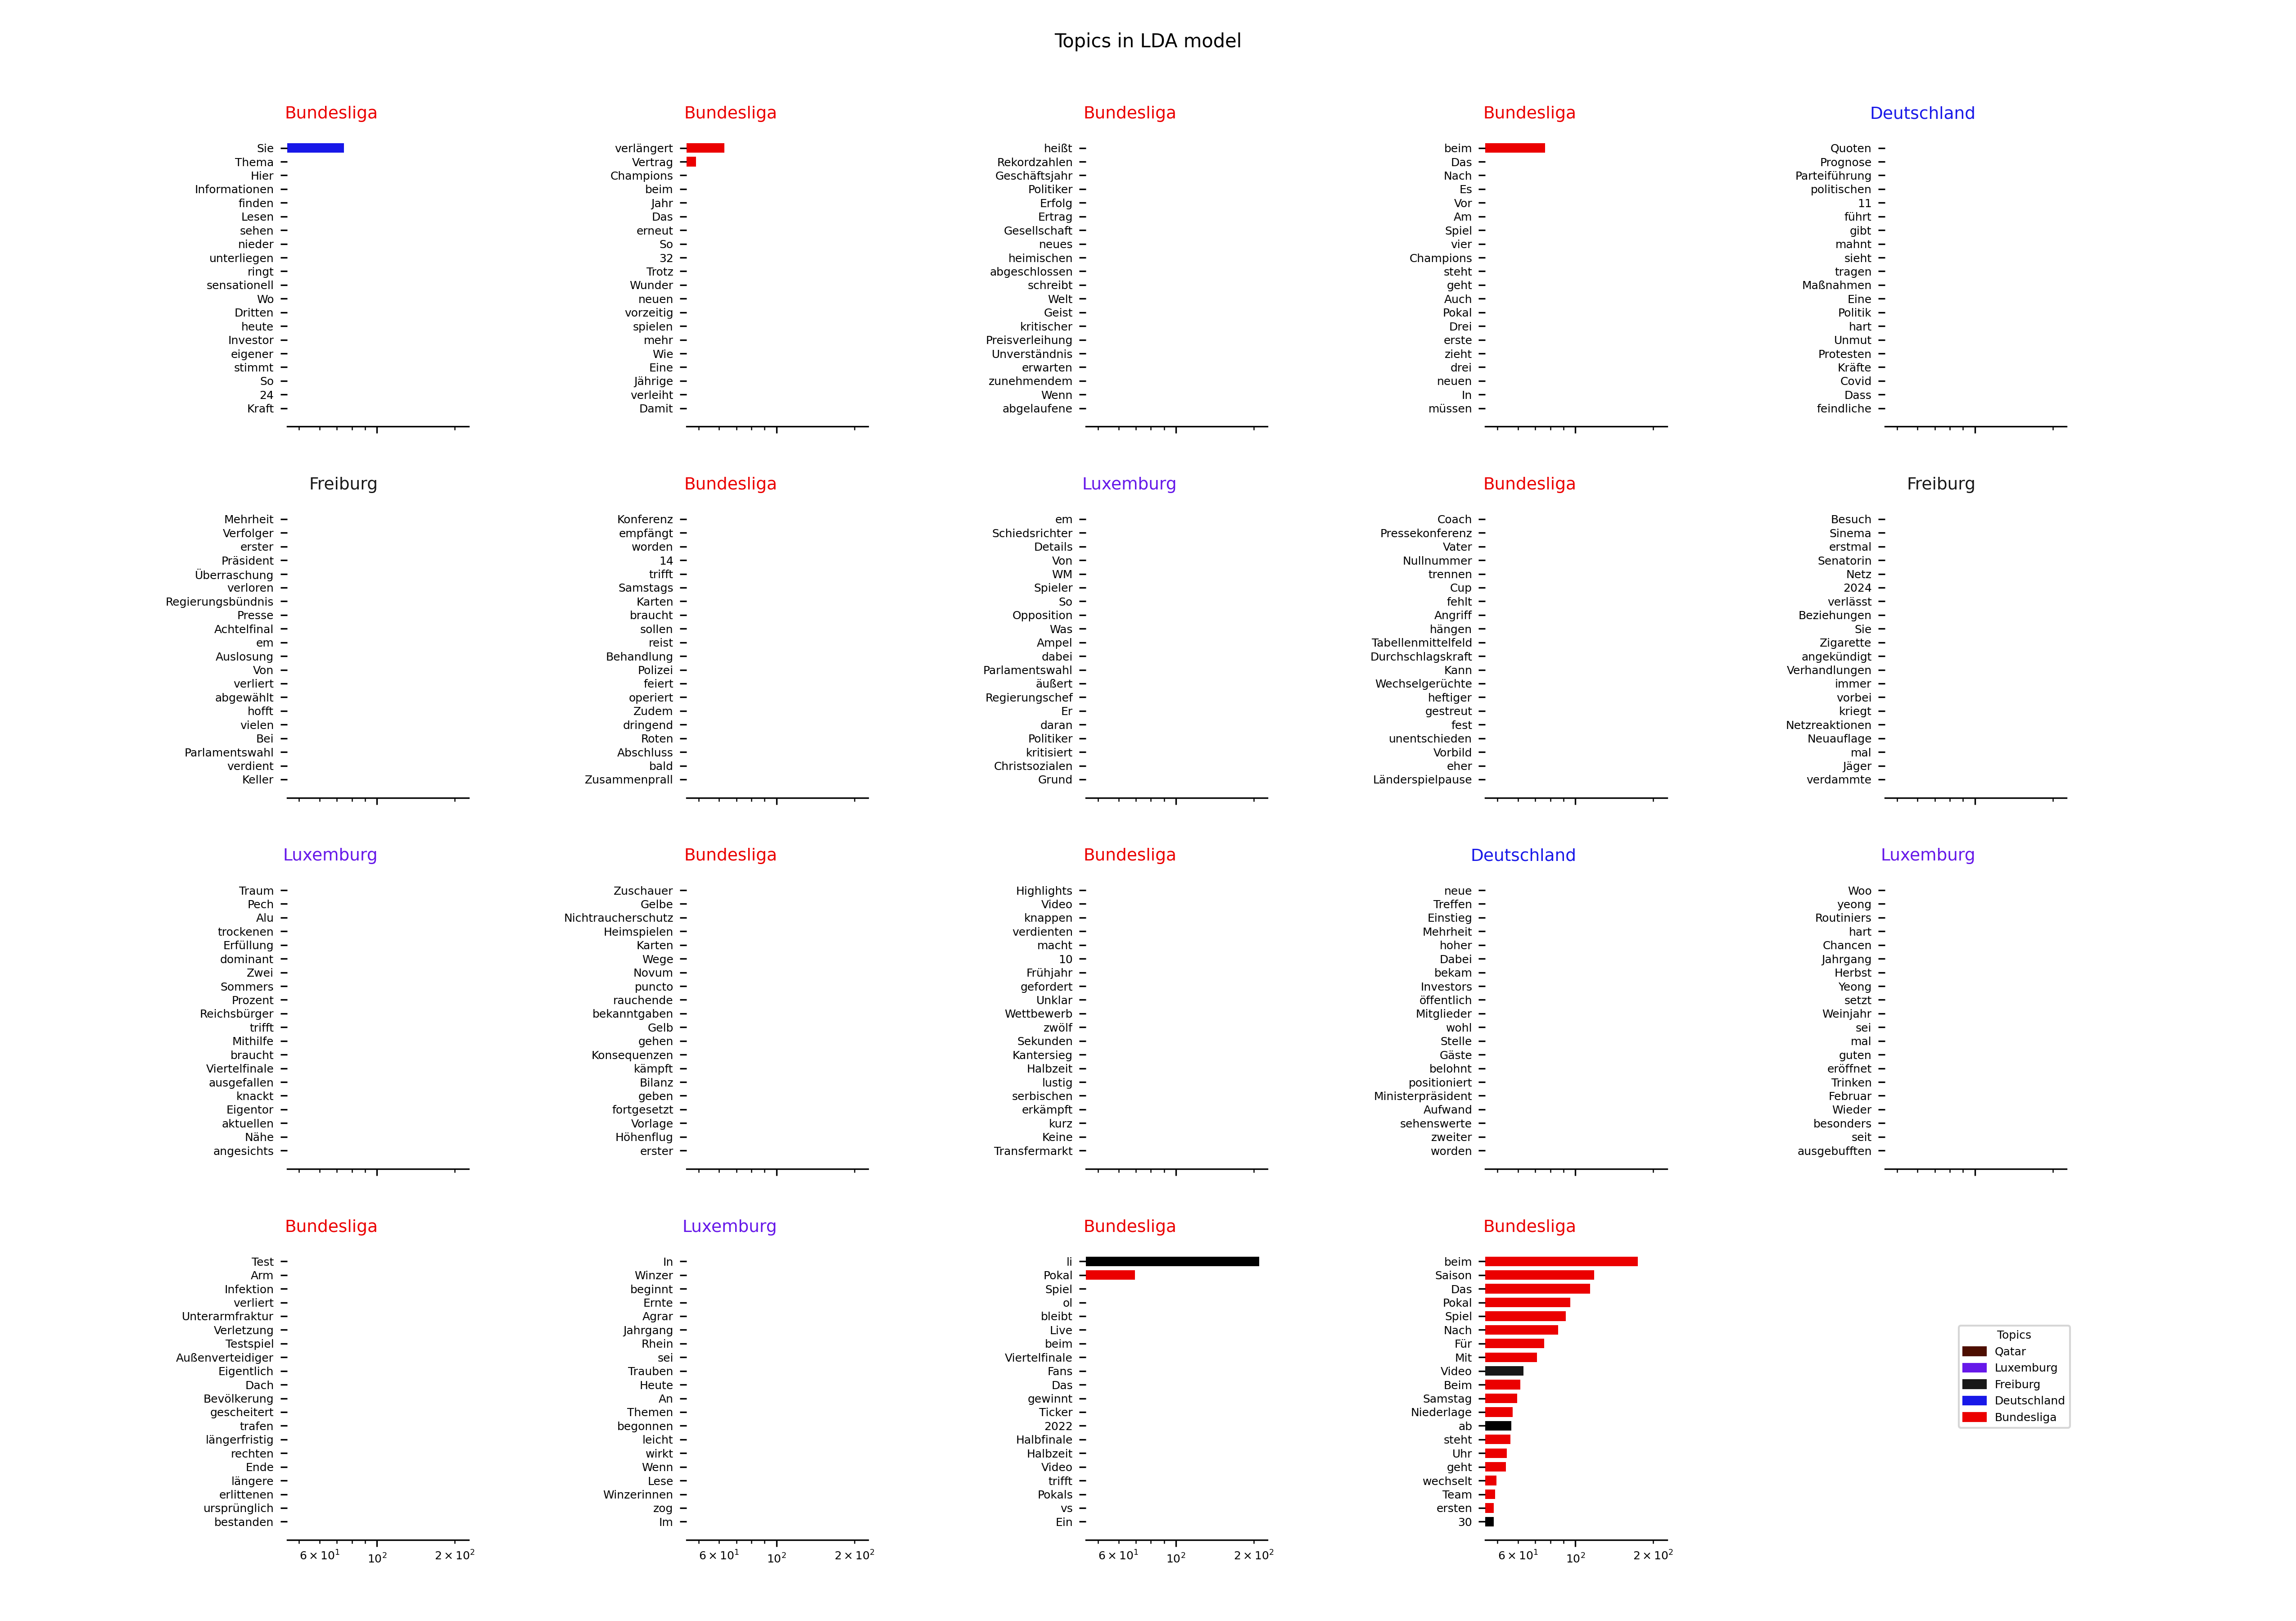 Topics in LDA model
Bundesliga
Sie
Thema
Hier
Informationen
finden
Lesen
sehen
nieder
unterliegen
ringt
sensationell
Wo
Dritten
heute
Investor
eigener
stimmt
So
24
Kraft
Bundesliga
verlängert
Vertrag
Champions
beim
Jahr
Das
erneut
So
32
Trotz
Wunder
neuen
vorzeitig
spielen
mehr
Wie
Eine
Jährige
verleiht
Damit
Bundesliga
heißt
Rekordzahlen
Geschäftsjahr
Politiker
Erfolg
Ertrag
Gesellschaft
neues
heimischen
abgeschlossen
schreibt
Welt
Geist
kritischer
Preisverleihung
Unverständnis
erwarten
zunehmendem
Wenn
abgelaufene
Bundesliga
beim
Das
Nach
Es
Vor
Am
Spiel
vier
Champions
steht
geht
Auch
Pokal
Drei
erste
zieht
drei
neuen
In
müssen
Deutschland
Quoten
Prognose
Parteiführung
politischen
11
führt
gibt
mahnt
sieht
tragen
Maßnahmen
Eine
Politik
hart
Unmut
Protesten
Kräfte
Covid
Dass
feindliche
Freiburg
Mehrheit
Verfolger
erster
Präsident
Überraschung
verloren
Regierungsbündnis
Presse
Achtelfinal
em
Auslosung
Von
verliert
abgewählt
hofft
vielen
Bei
Parlamentswahl
verdient
Keller
Bundesliga
Konferenz
empfängt
worden
14
trifft
Samstags
Karten
braucht
sollen
reist
Behandlung
Polizei
feiert
operiert
Zudem
dringend
Roten
Abschluss
bald
Zusammenprall
Luxemburg
em
Schiedsrichter
Details
Von
WM
Spieler
So
Opposition
Was
Ampel
dabei
Parlamentswahl
äußert
Regierungschef
Er
daran
Politiker
kritisiert
Christsozialen
Grund
Bundesliga
Coach
Pressekonferenz
Vater
Nullnummer
trennen
Cup
fehlt
Angriff
hängen
Tabellenmittelfeld
Durchschlagskraft
Kann
Wechselgerüchte
heftiger
gestreut
fest
unentschieden
Vorbild
eher
Länderspielpause
Freiburg
Besuch
Sinema
erstmal
Senatorin
Netz
2024
verlässt
Beziehungen
Sie
Zigarette
angekündigt
Verhandlungen
immer
vorbei
kriegt
Netzreaktionen
Neuauflage
mal
Jäger
verdammte
Luxemburg
Traum
Pech
Alu
trockenen
Erfüllung
dominant
Zwei
Sommers
Prozent
Reichsbürger
trifft
Mithilfe
braucht
Viertelfinale
ausgefallen
knackt
Eigentor
aktuellen
Nähe
angesichts
Bundesliga
Zuschauer
Gelbe
Nichtraucherschutz
Heimspielen
Karten
Wege
Novum
puncto
rauchende
bekanntgaben
Gelb
gehen
Konsequenzen
kämpft
Bilanz
geben
fortgesetzt
Vorlage
Höhenflug
erster
Bundesliga
Highlights
Video
knappen
verdienten
macht
10
Frühjahr
gefordert
Unklar
Wettbewerb
zwölf
Sekunden
Kantersieg
Halbzeit
lustig
serbischen
erkämpft
kurz
Keine
Transfermarkt
Deutschland
neue
Treffen
Einstieg
Mehrheit
hoher
Dabei
bekam
Investors
öffentlich
Mitglieder
wohl
Stelle
Gäste
belohnt
positioniert
Ministerpräsident
Aufwand
sehenswerte
zweiter
worden
Luxemburg
Woo
yeong
Routiniers
hart
Chancen
Jahrgang
Herbst
Yeong
setzt
Weinjahr
sei
mal
guten
eröffnet
Trinken
Februar
Wieder
besonders
seit
ausgebufften
Bundesliga
Test
Arm
Infektion
verliert
Unterarmfraktur
Verletzung
Testspiel
Außenverteidiger
Eigentlich
Dach
Bevölkerung
gescheitert
trafen
längerfristig
rechten
Ende
längere
erlittenen
ursprünglich
bestanden
6 × 10¹ 10² 2 × 10²
Luxemburg
In
Winzer
beginnt
Ernte
Agrar
Jahrgang
Rhein
sei
Trauben
Heute
An
Themen
begonnen
leicht
wirkt
Wenn
Lese
Winzerinnen
zog
Im
6 × 10¹ 10² 2 × 10²
Bundesliga
li
Pokal
Spiel
ol
bleibt
Live
beim
Viertelfinale
Fans
Das
gewinnt
Ticker
2022
Halbfinale
Halbzeit
Video
trifft
Pokals
vs
Ein
6 × 10¹ 10² 2 × 10²
Bundesliga
beim
Saison
Das
Pokal
Spiel
Nach
Für
Mit
Video
Beim
Samstag
Niederlage
ab
steht
Uhr
geht
wechselt
Team
ersten
30
6 × 10¹ 10² 2 × 10²
Topics
Qatar
Luxemburg
Freiburg
Deutschland
Bundesliga